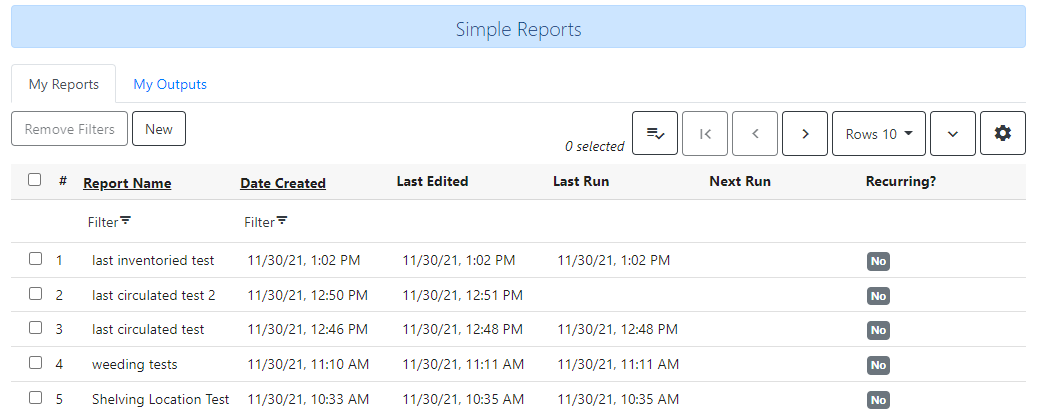 Simple Reports
My Reports My Outputs
Remove Filters New 0 selected Rows 10
# Report Name Date Created Last Edited Last Run Next Run Recurring?
Filter Filter
1 last inventoried test 11/30/21, 1:02 PM 11/30/21, 1:02 PM 11/30/21, 1:02 PM No
2 last circulated test 2 11/30/21, 12:50 PM 11/30/21, 12:51 PM No
3 last circulated test 11/30/21, 12:46 PM 11/30/21, 12:48 PM 11/30/21, 12:48 PM No
4 weeding tests 11/30/21, 11:10 AM 11/30/21, 11:11 AM 11/30/21, 11:11 AM No
5 Shelving Location Test 11/30/21, 10:33 AM 11/30/21, 10:35 AM 11/30/21, 10:35 AM No